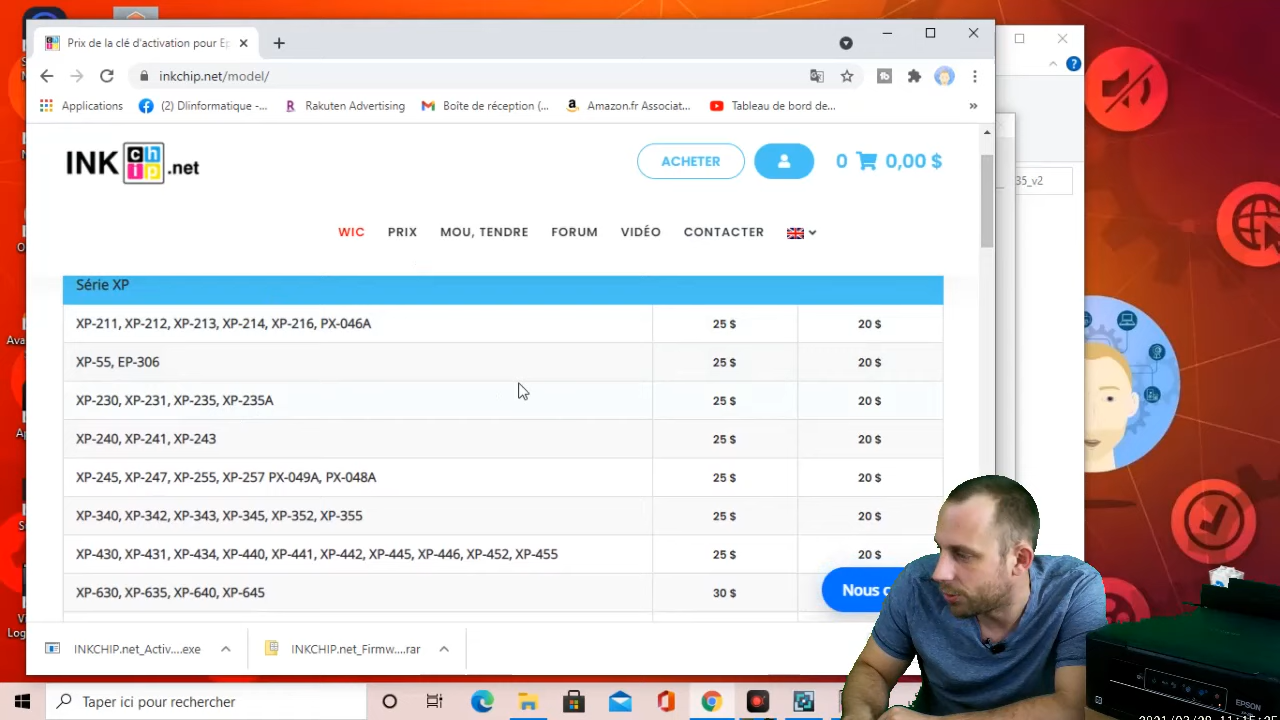 Prix de la clé d'activation pour Ep
inkchip.net/model/
Applications
(2) Dlinformatique -...
Rakuten Advertising
Boîte de réception (...
Amazon.fr Associat...
Tableau de bord de...
»
INK chip .net
ACHETER
0 0,00 $
35_v2
WIC PRIX MOU, TENDRE FORUM VIDÉO CONTACTER
Série XP
XP-211, XP-212, XP-213, XP-214, XP-216, PX-046A 25 $ 20 $
XP-55, EP-306 25 $ 20 $
XP-230, XP-231, XP-235, XP-235A 25 $ 20 $
XP-240, XP-241, XP-243 25 $ 20 $
XP-245, XP-247, XP-255, XP-257 PX-049A, PX-048A 25 $ 20 $
XP-340, XP-342, XP-343, XP-345, XP-352, XP-355 25 $ 20 $
XP-430, XP-431, XP-434, XP-440, XP-441, XP-442, XP-445, XP-446, XP-452, XP-455 25 $ 20 $
XP-630, XP-635, XP-640, XP-645 30 $
Nous
INKCHIP.net_Activ....exe
INKCHIP.net_Firmw....rar
Taper ici pour rechercher
EPSON